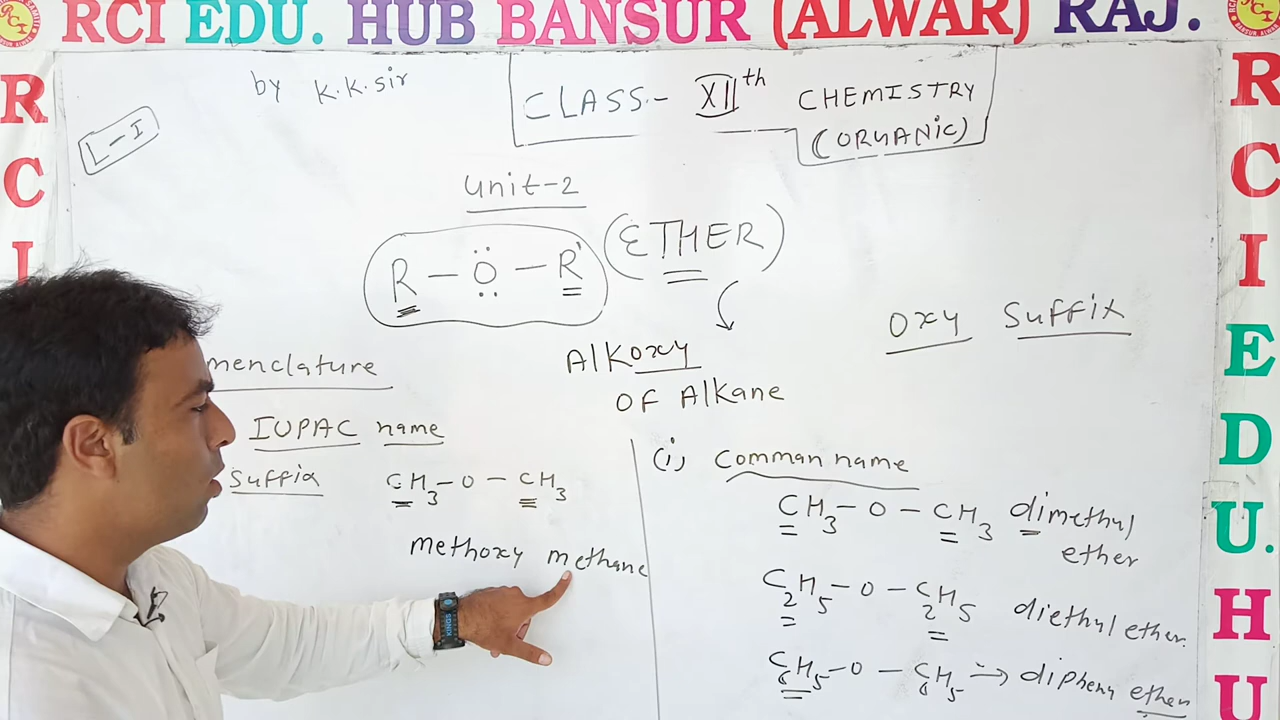 RCI EDU. HUB BANSUR (ALWAR) RAJ.
by K.K.sir
L-I
CLASS.- XIIth CHEMISTRY
(ORGANIC)
unit-2
R - O - R' (ETHER)
Alkoxy
OF Alkane
oxy suffix
menclature
IUPAC name
suffix CH3 - O - CH3
methoxy methane
(i) Comman name
CH3 - O - CH3 dimethyl
ether
C2H5 - O - C2H5 diethyl ether.
C6H5 - O - C6H5 → dipheny ether
R
C
I
R
C
I
E
D
U.
H
U